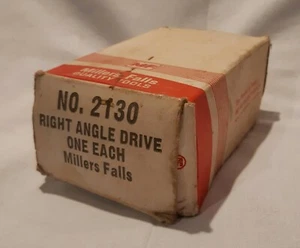 Millers Falls
QUALITY TOOLS
NO. 2130
RIGHT ANGLE DRIVE
ONE EACH
Millers Falls
®